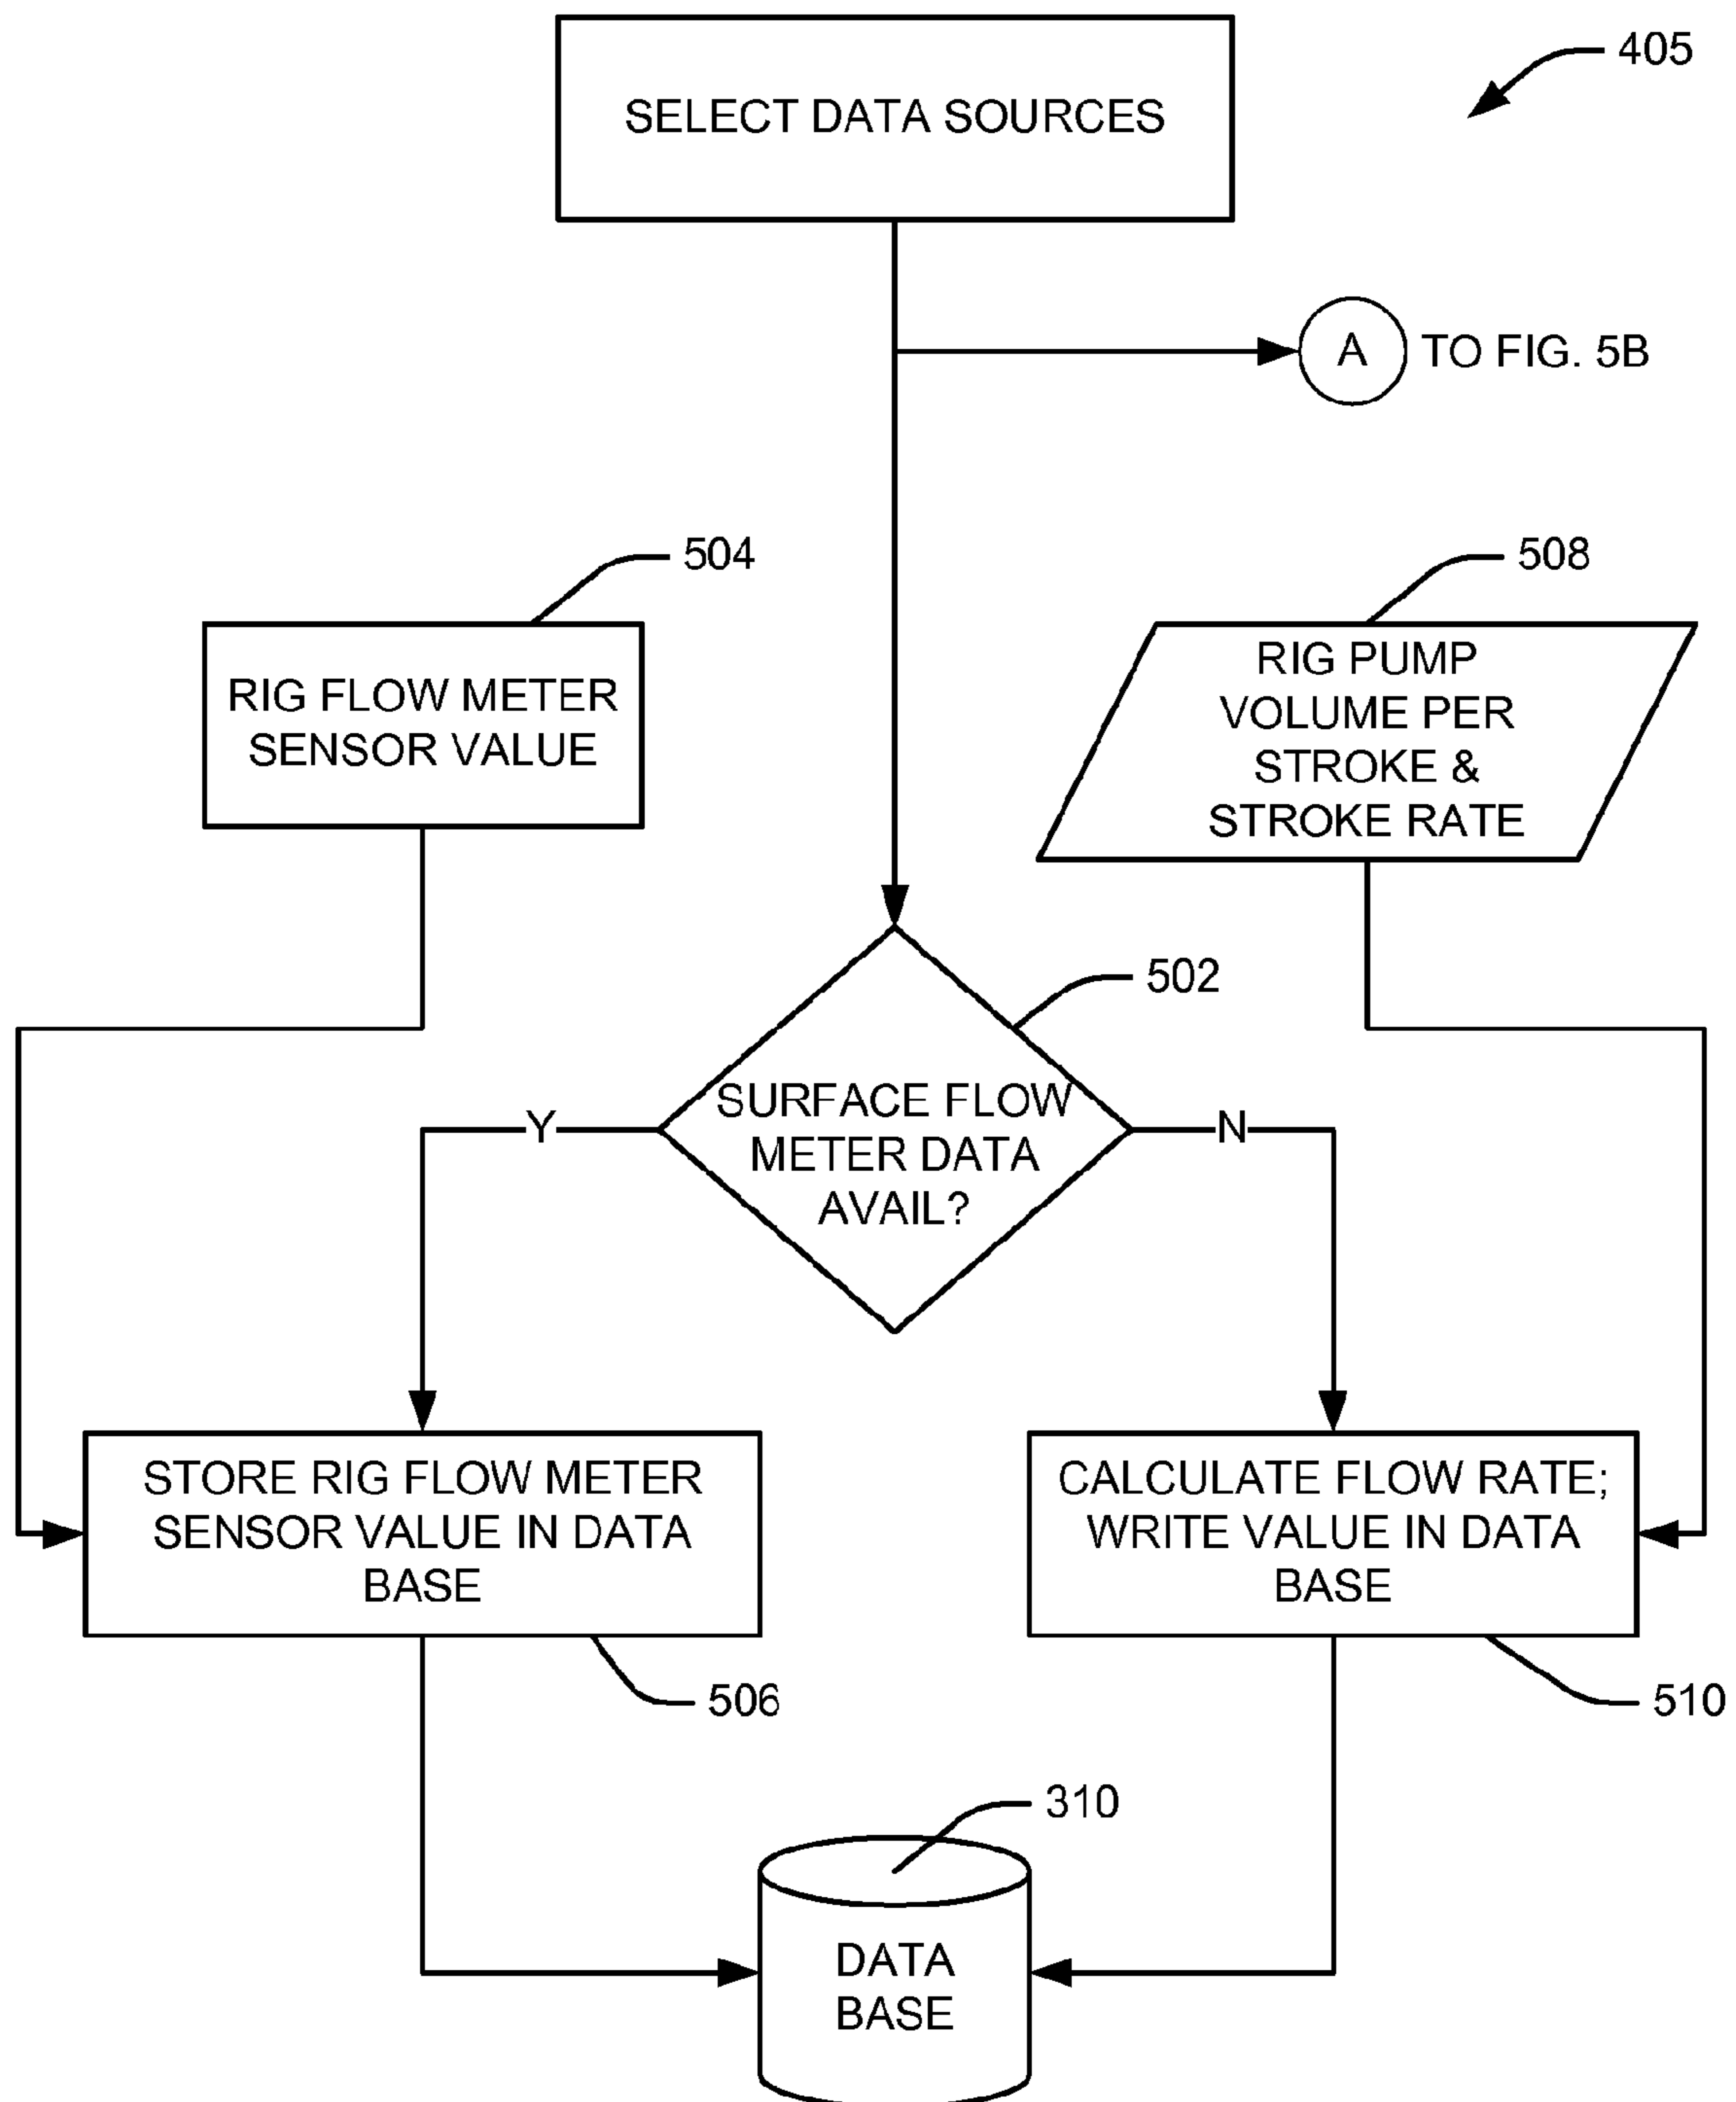 SELECT DATA SOURCES
405
A
TO FIG. 5B
504
508
RIG FLOW METER
SENSOR VALUE
RIG PUMP
VOLUME PER
STROKE &
STROKE RATE
502
SURFACE FLOW
METER DATA
AVAIL?
Y
N
STORE RIG FLOW METER
SENSOR VALUE IN DATA
BASE
CALCULATE FLOW RATE;
WRITE VALUE IN DATA
BASE
506
510
310
DATA
BASE